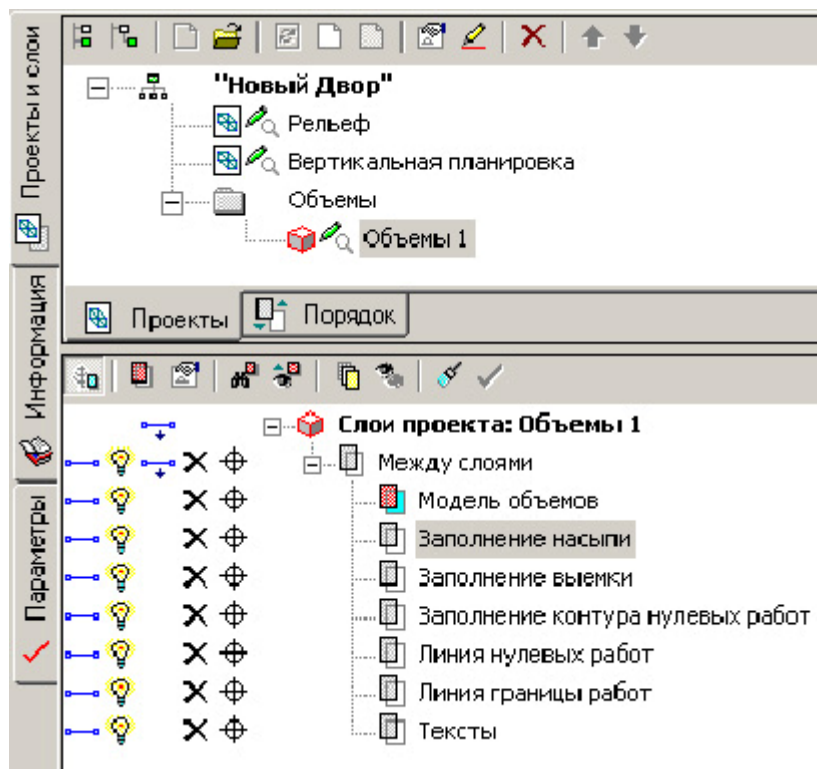 Проекты и слои
Информация
Параметры
"Новый Двор"
Рельеф
Вертикальная планировка
Объемы
Объемы 1
Проекты
Порядок
Слои проекта: Объемы 1
Между слоями
Модель объемов
Заполнение насыпи
Заполнение выемки
Заполнение контура нулевых работ
Линия нулевых работ
Линия границы работ
Тексты